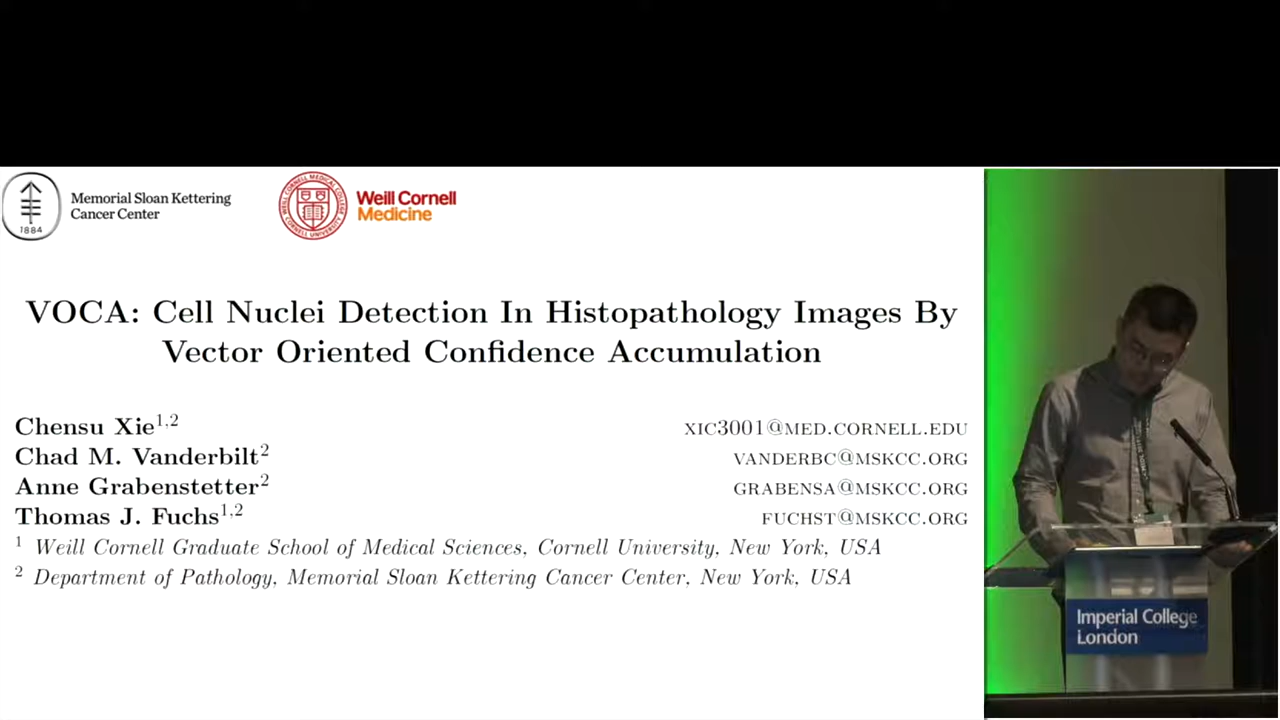 Memorial Sloan Kettering
Cancer Center
1884
Weill Cornell
Medicine
VOCA: Cell Nuclei Detection In Histopathology Images By
Vector Oriented Confidence Accumulation
Chensu Xie1,2 XIC3001@MED.CORNELL.EDU
Chad M. Vanderbilt2 VANDERBC@MSKCC.ORG
Anne Grabenstetter2 GRABENSA@MSKCC.ORG
Thomas J. Fuchs1,2 FUCHST@MSKCC.ORG
1 Weill Cornell Graduate School of Medical Sciences, Cornell University, New York, USA
2 Department of Pathology, Memorial Sloan Kettering Cancer Center, New York, USA
Imperial College
London